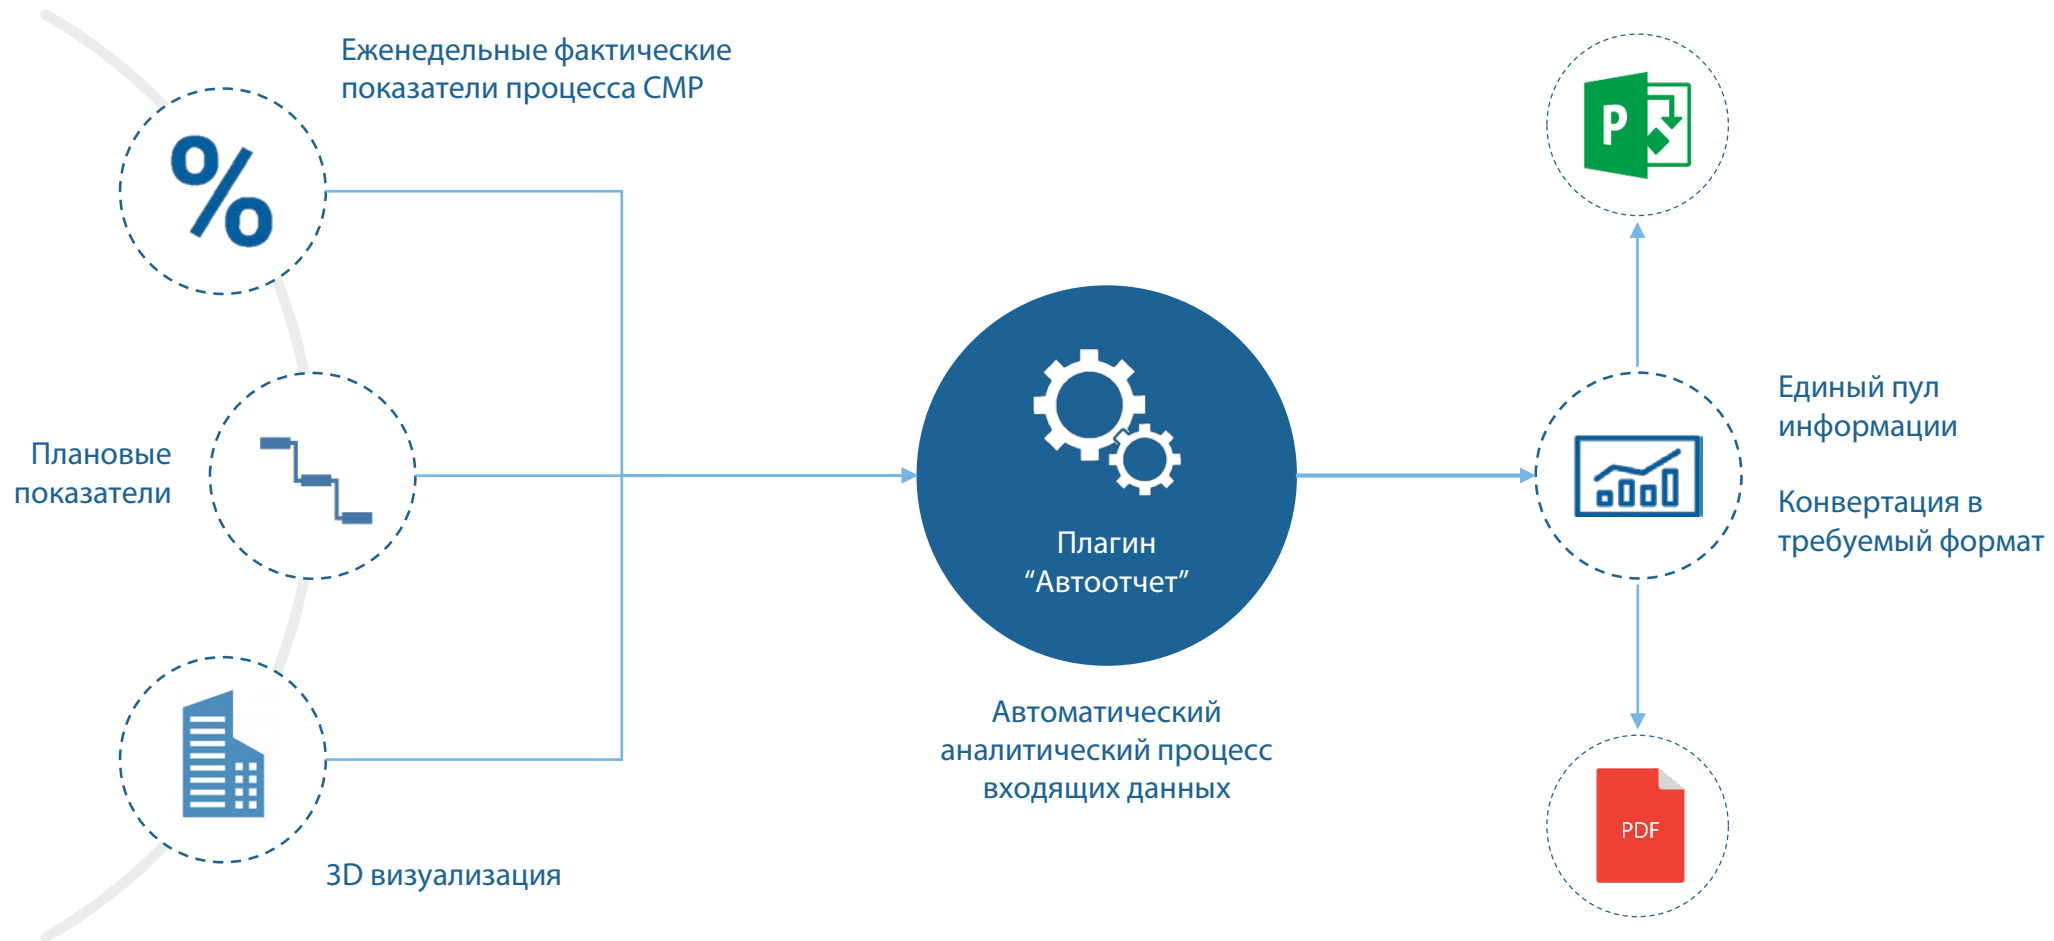 Еженедельные фактические
показатели процесса СМР
%
Плановые
показатели
3D визуализация
Плагин
“Автоотчет”
Автоматический
аналитический процесс
входящих данных
P
Единый пул
информации
Конвертация в
требуемый формат
PDF